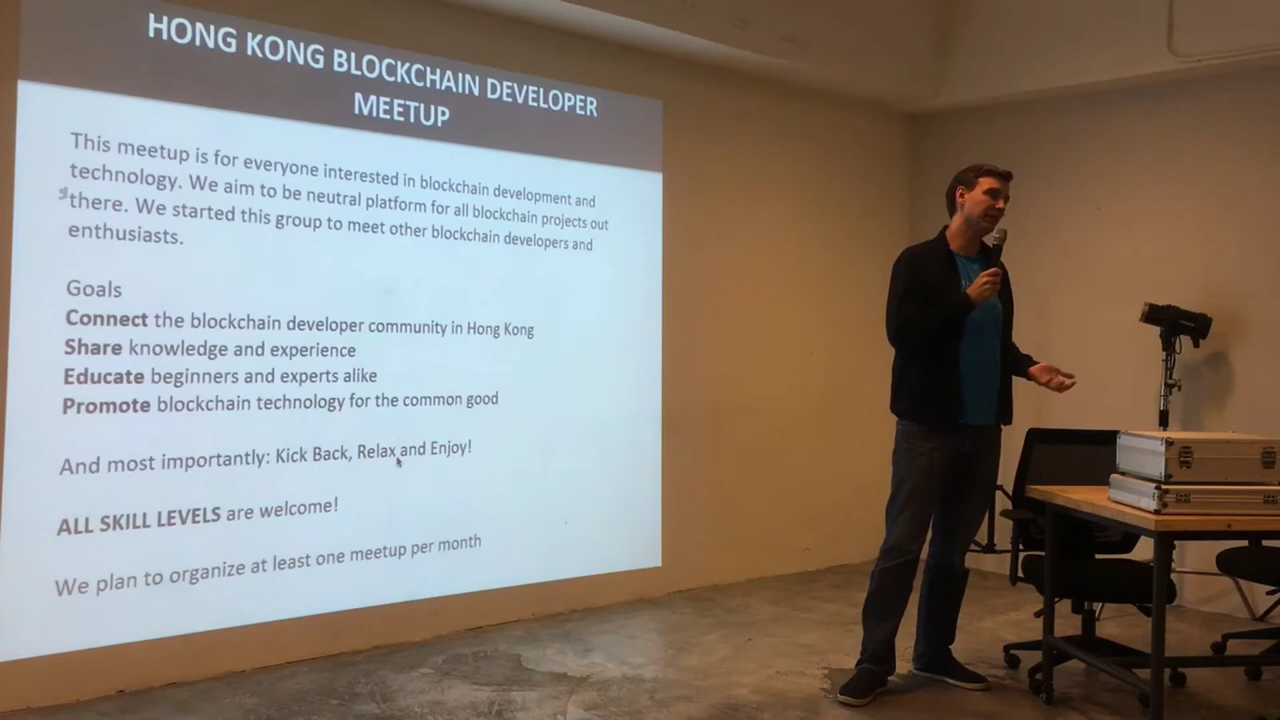 HONG KONG BLOCKCHAIN DEVELOPER
MEETUP
This meetup is for everyone interested in blockchain development and
technology. We aim to be neutral platform for all blockchain projects out
there. We started this group to meet other blockchain developers and
enthusiasts.
Goals
Connect the blockchain developer community in Hong Kong
Share knowledge and experience
Educate beginners and experts alike
Promote blockchain technology for the common good
And most importantly: Kick Back, Relax and Enjoy!
ALL SKILL LEVELS are welcome!
We plan to organize at least one meetup per month